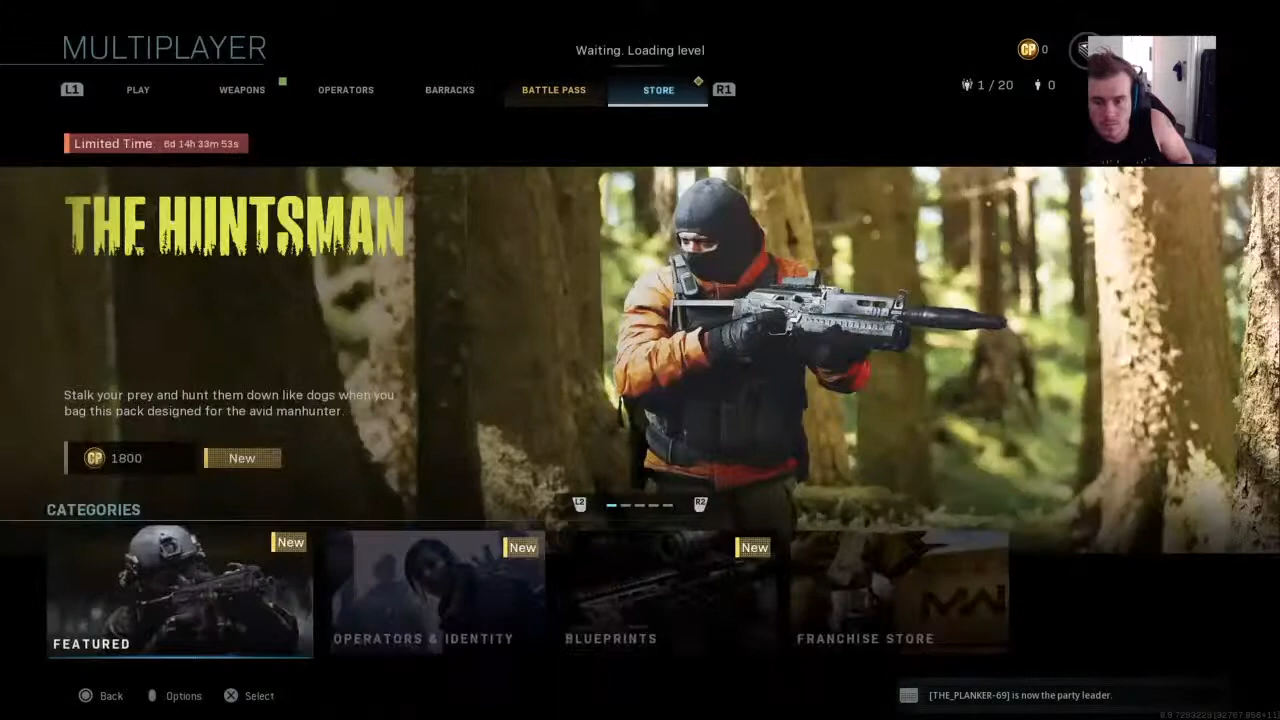 MULTIPLAYER
Waiting. Loading level
CP 0
L1 PLAY WEAPONS OPERATORS BARRACKS BATTLE PASS STORE R1
1 / 20 0
Limited Time: 6d 14h 33m 53s
THE HUNTSMAN
Stalk your prey and hunt them down like dogs when you
bag this pack designed for the avid manhunter.
CP 1800 New
L2 R2
CATEGORIES
New New New
FEATURED OPERATORS & IDENTITY BLUEPRINTS FRANCHISE STORE
MW
Back Options Select
[THE_PLANKER-69] is now the party leader.